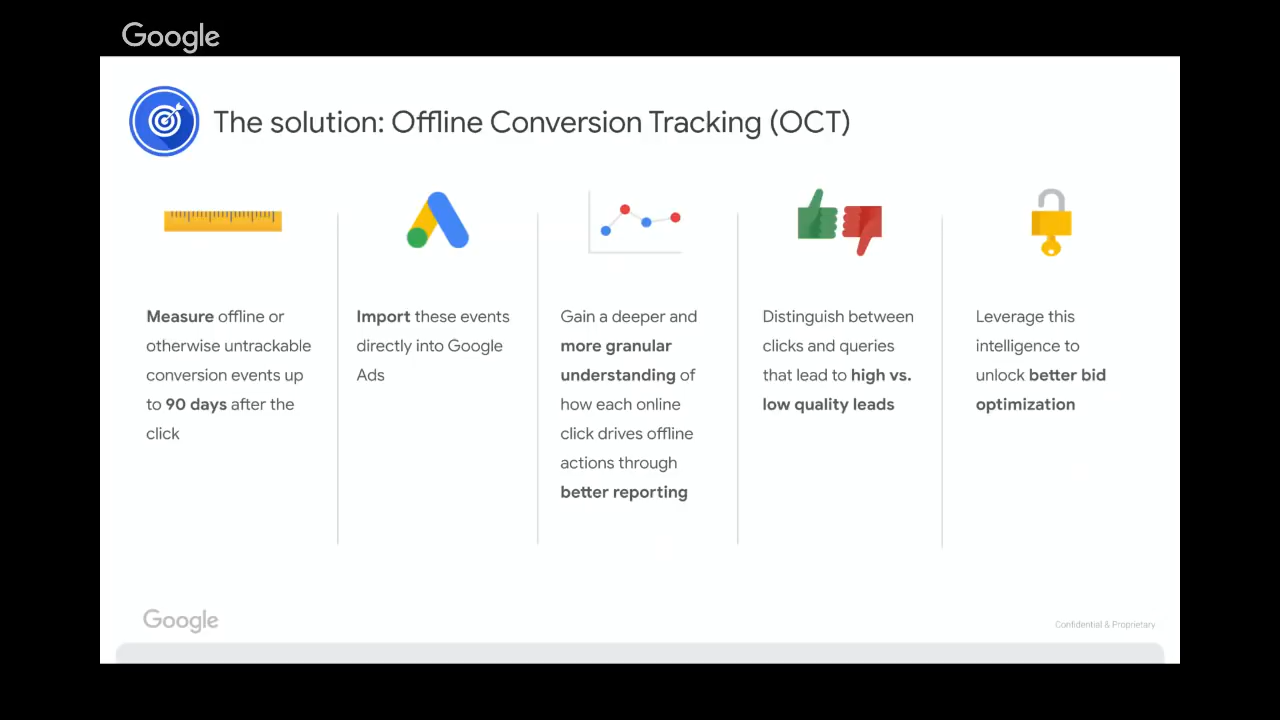 Google
The solution: Offline Conversion Tracking (OCT)
Measure offline or
otherwise untrackable
conversion events up
to 90 days after the
click
Import these events
directly into Google
Ads
Gain a deeper and
more granular
understanding of
how each online
click drives offline
actions through
better reporting
Distinguish between
clicks and queries
that lead to high vs.
low quality leads
Leverage this
intelligence to
unlock better bid
optimization
Google
Confidential & Proprietary